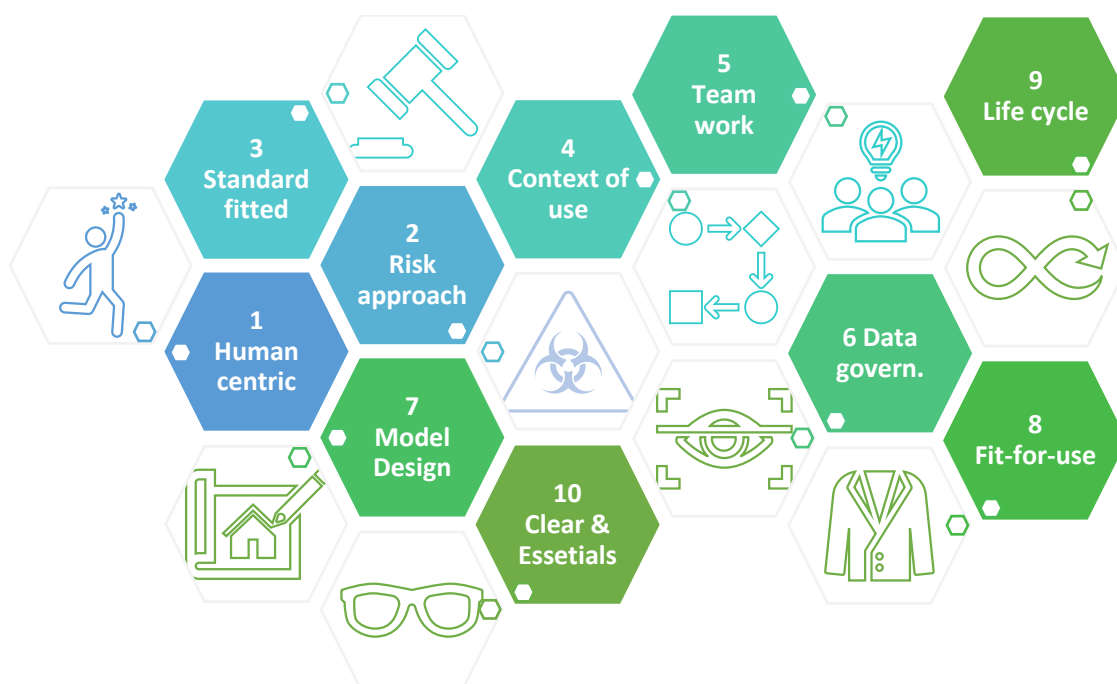 1
Human
centric
2
Risk
approach
3
Standard
fitted
4
Context of
use
5
Team
work
6 Data
govern.
7
Model
Design
8
Fit-for-use
9
Life cycle
10
Clear &
Essetials